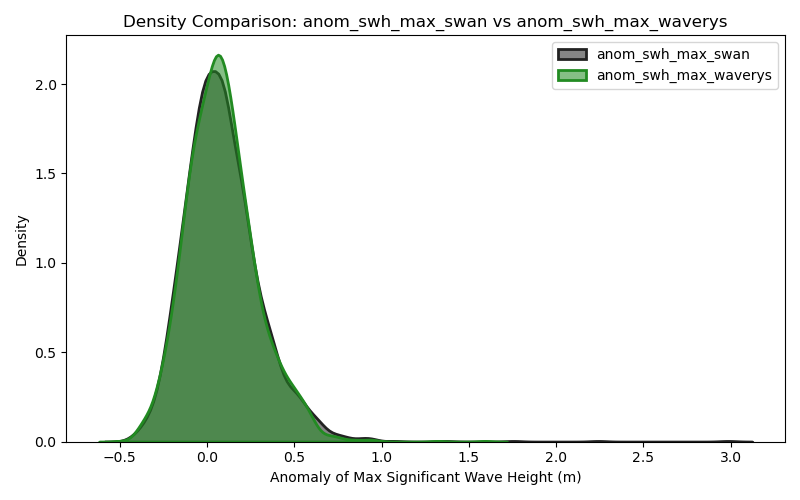 Density Comparison: anom_swh_max_swan vs anom_swh_max_waverys
anom_swh_max_swan
anom_swh_max_waverys
Density
2.0
1.5
1.0
0.5
0.0
−0.5 0.0 0.5 1.0 1.5 2.0 2.5 3.0
Anomaly of Max Significant Wave Height (m)